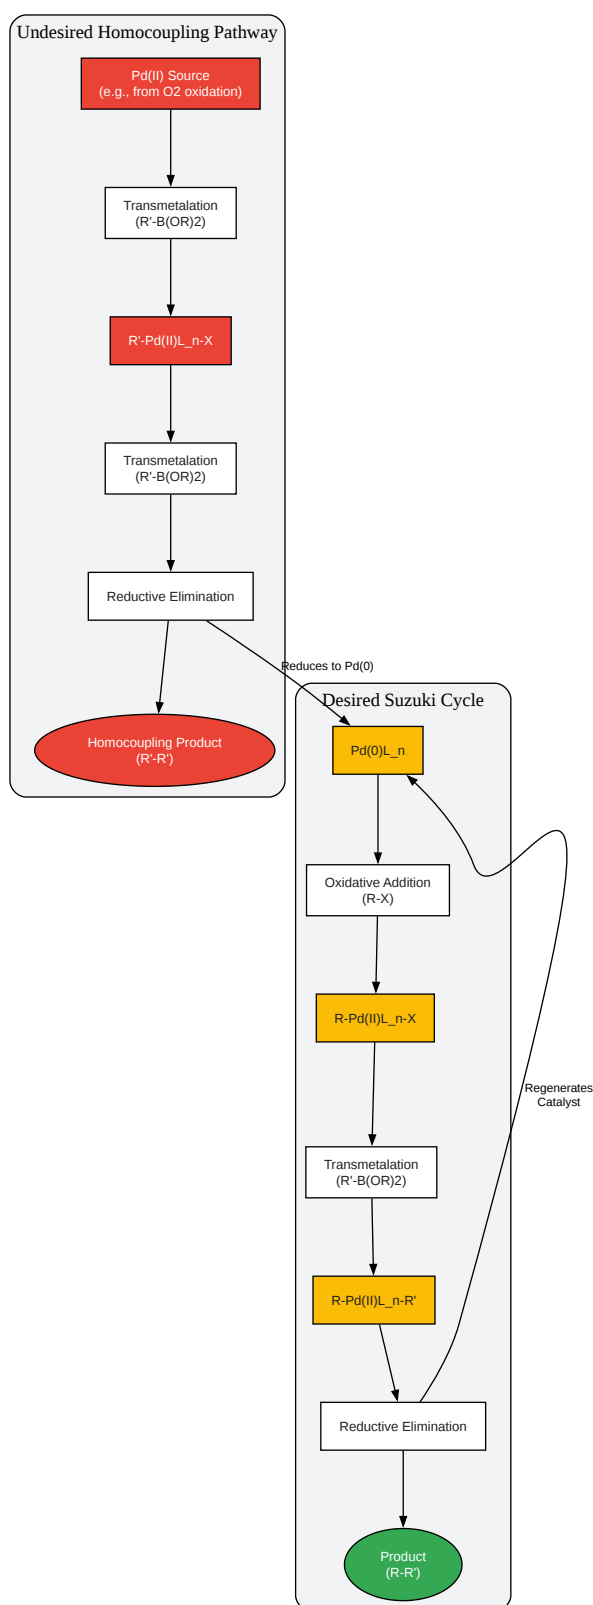 Undesired Homocoupling Pathway
Pd(II) Source
(e.g., from O2 oxidation)
Transmetalation
(R'-B(OR)2)
R'-Pd(II)L_n-X
Transmetalation
(R'-B(OR)2)
Reductive Elimination
Reduces to Pd(0)
Homocoupling Product
(R'-R')
Desired Suzuki Cycle
Pd(0)L_n
Oxidative Addition
(R-X)
R-Pd(II)L_n-X
Regenerates
Catalyst
Transmetalation
(R'-B(OR)2)
R-Pd(II)L_n-R'
Reductive Elimination
Product
(R-R')